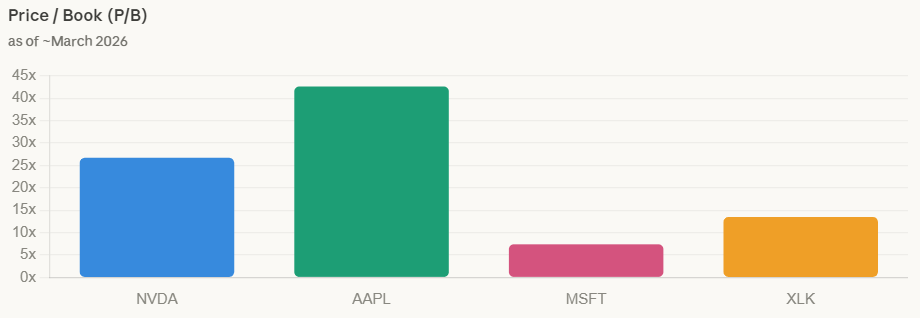 Price / Book (P/B)
as of ~March 2026
45x
40x
35x
30x
25x
20x
15x
10x
5x
0x
NVDA AAPL MSFT XLK